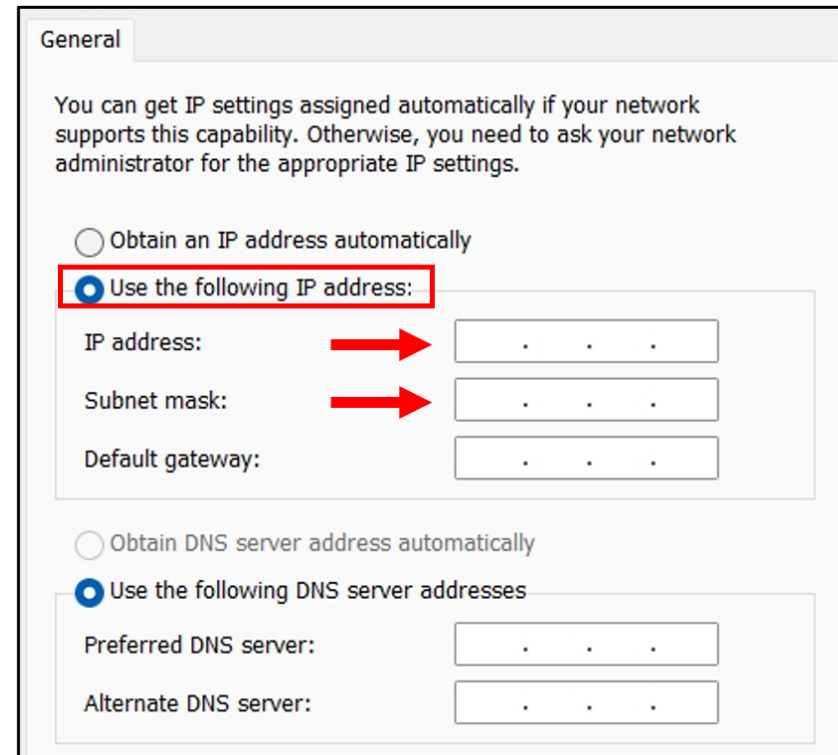 General
You can get IP settings assigned automatically if your network
supports this capability. Otherwise, you need to ask your network
administrator for the appropriate IP settings.
Obtain an IP address automatically
Use the following IP address:
IP address: . . .
Subnet mask: . . .
Default gateway: . . .
Obtain DNS server address automatically
Use the following DNS server addresses
Preferred DNS server: . . .
Alternate DNS server: . . .